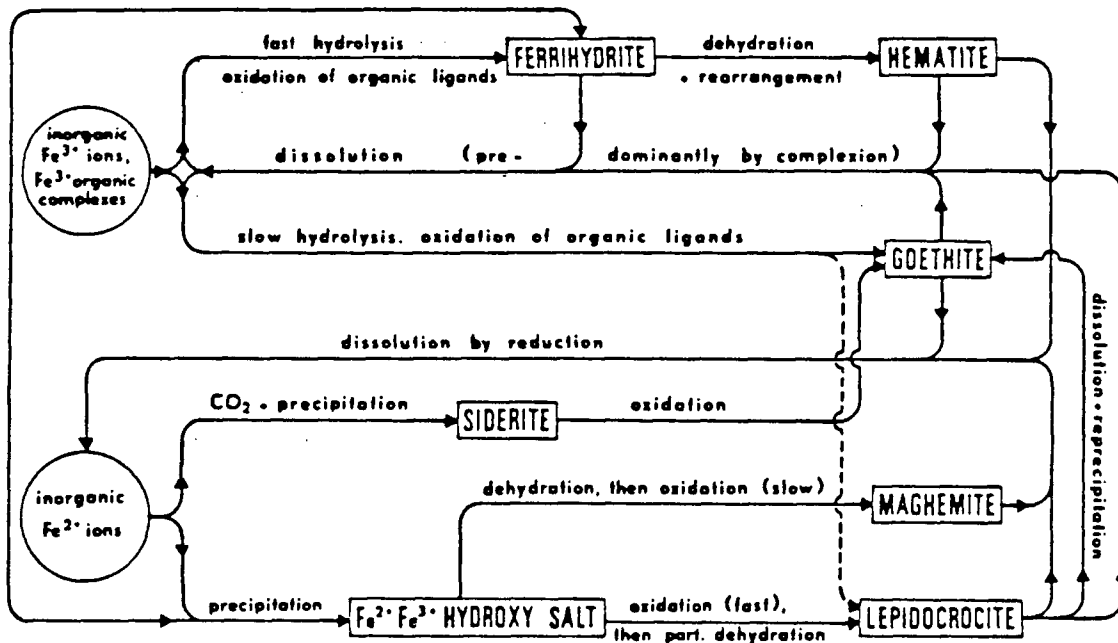 fast hydrolysis
oxidation of organic ligands
FERRIHYDRITE
dehydration
+ rearrangement
HEMATITE
inorganic
Fe³⁺ ions,
Fe³⁺organic
complexes
dissolution (pre- dominantly by complexion)
slow hydrolysis. oxidation of organic ligands
GOETHITE
dissolution by reduction
CO₂ + precipitation
SIDERITE
oxidation
dissolution + reprecipitation
inorganic
Fe²⁺ ions
dehydration, then oxidation (slow)
MAGHEMITE
precipitation
Fe²⁺ Fe³⁺ HYDROXY SALT
oxidation (fast),
then part. dehydration
LEPIDOCROCITE